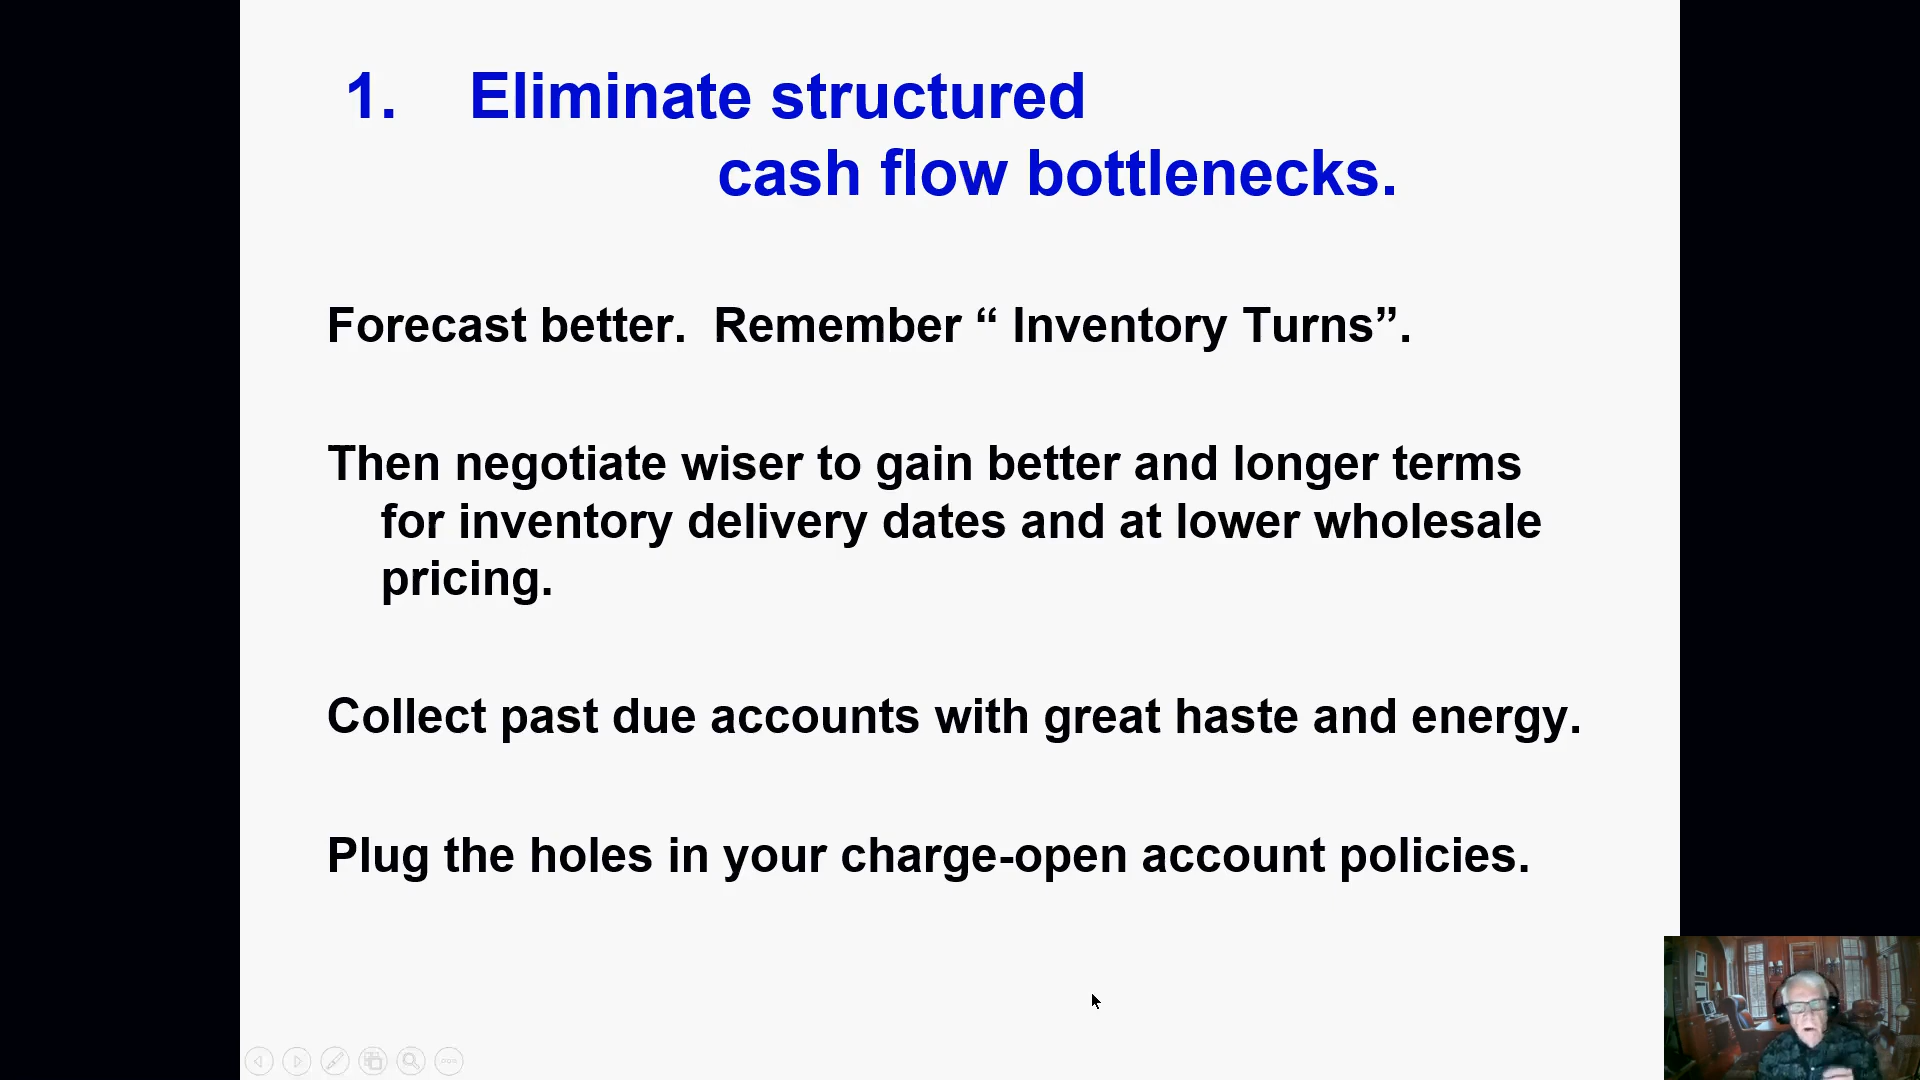 1. Eliminate structured
cash flow bottlenecks.
Forecast better. Remember “ Inventory Turns”.
Then negotiate wiser to gain better and longer terms
for inventory delivery dates and at lower wholesale
pricing.
Collect past due accounts with great haste and energy.
Plug the holes in your charge-open account policies.